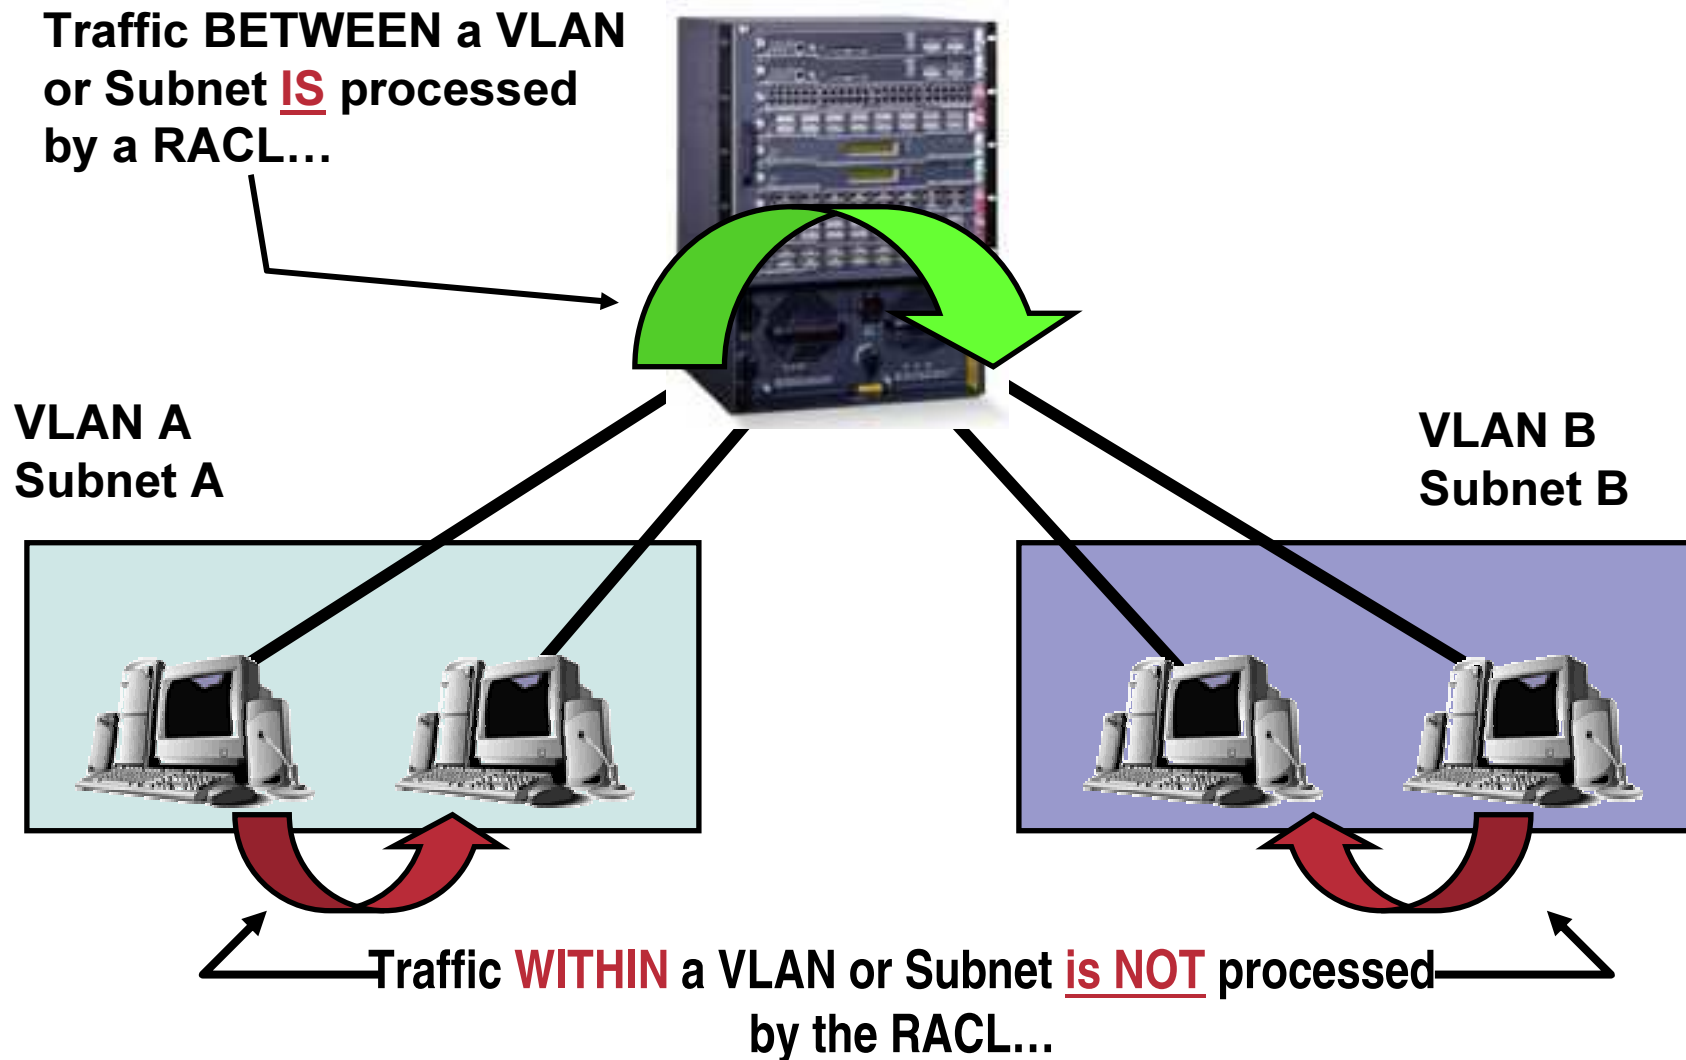 Traffic BETWEEN a VLAN
or Subnet IS processed
by a RACL…
VLAN A
Subnet A
VLAN B
Subnet B
Traffic WITHIN a VLAN or Subnet is NOT processed
by the RACL…